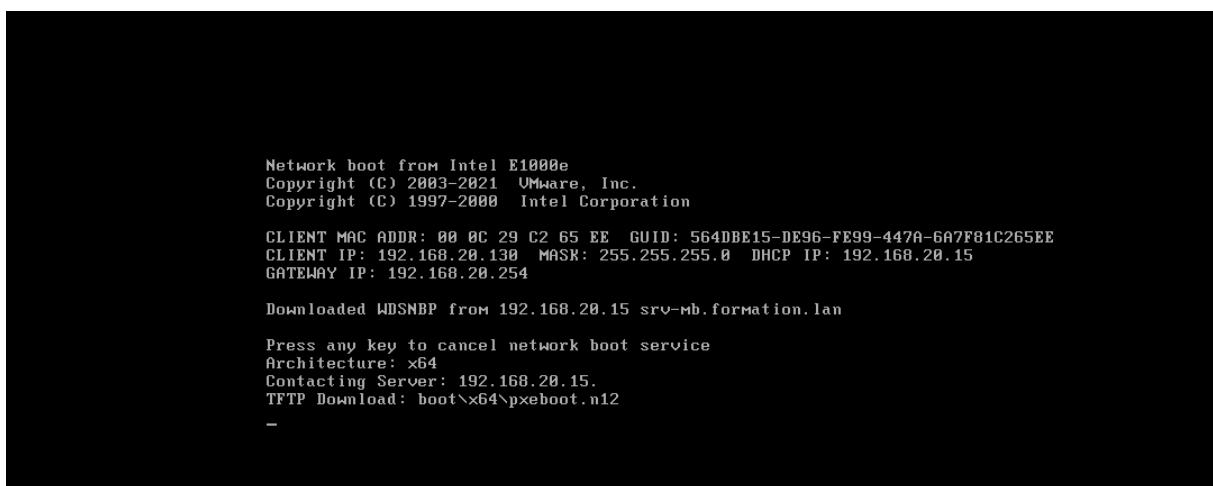 Network boot from Intel E1000e
Copyright (C) 2003-2021  VMware, Inc.
Copyright (C) 1997-2000  Intel Corporation
CLIENT MAC ADDR: 00 0C 29 C2 65 EE  GUID: 564DBE15-DE96-FE99-447A-6A7F81C265EE
CLIENT IP: 192.168.20.130  MASK: 255.255.255.0  DHCP IP: 192.168.20.15
GATEWAY IP: 192.168.20.254
Downloaded WDSNBP from 192.168.20.15 srv-mb.formation.lan
Press any key to cancel network boot service
Architecture: x64
Contacting Server: 192.168.20.15.
TFTP Download: boot\x64\pxeboot.n12
_